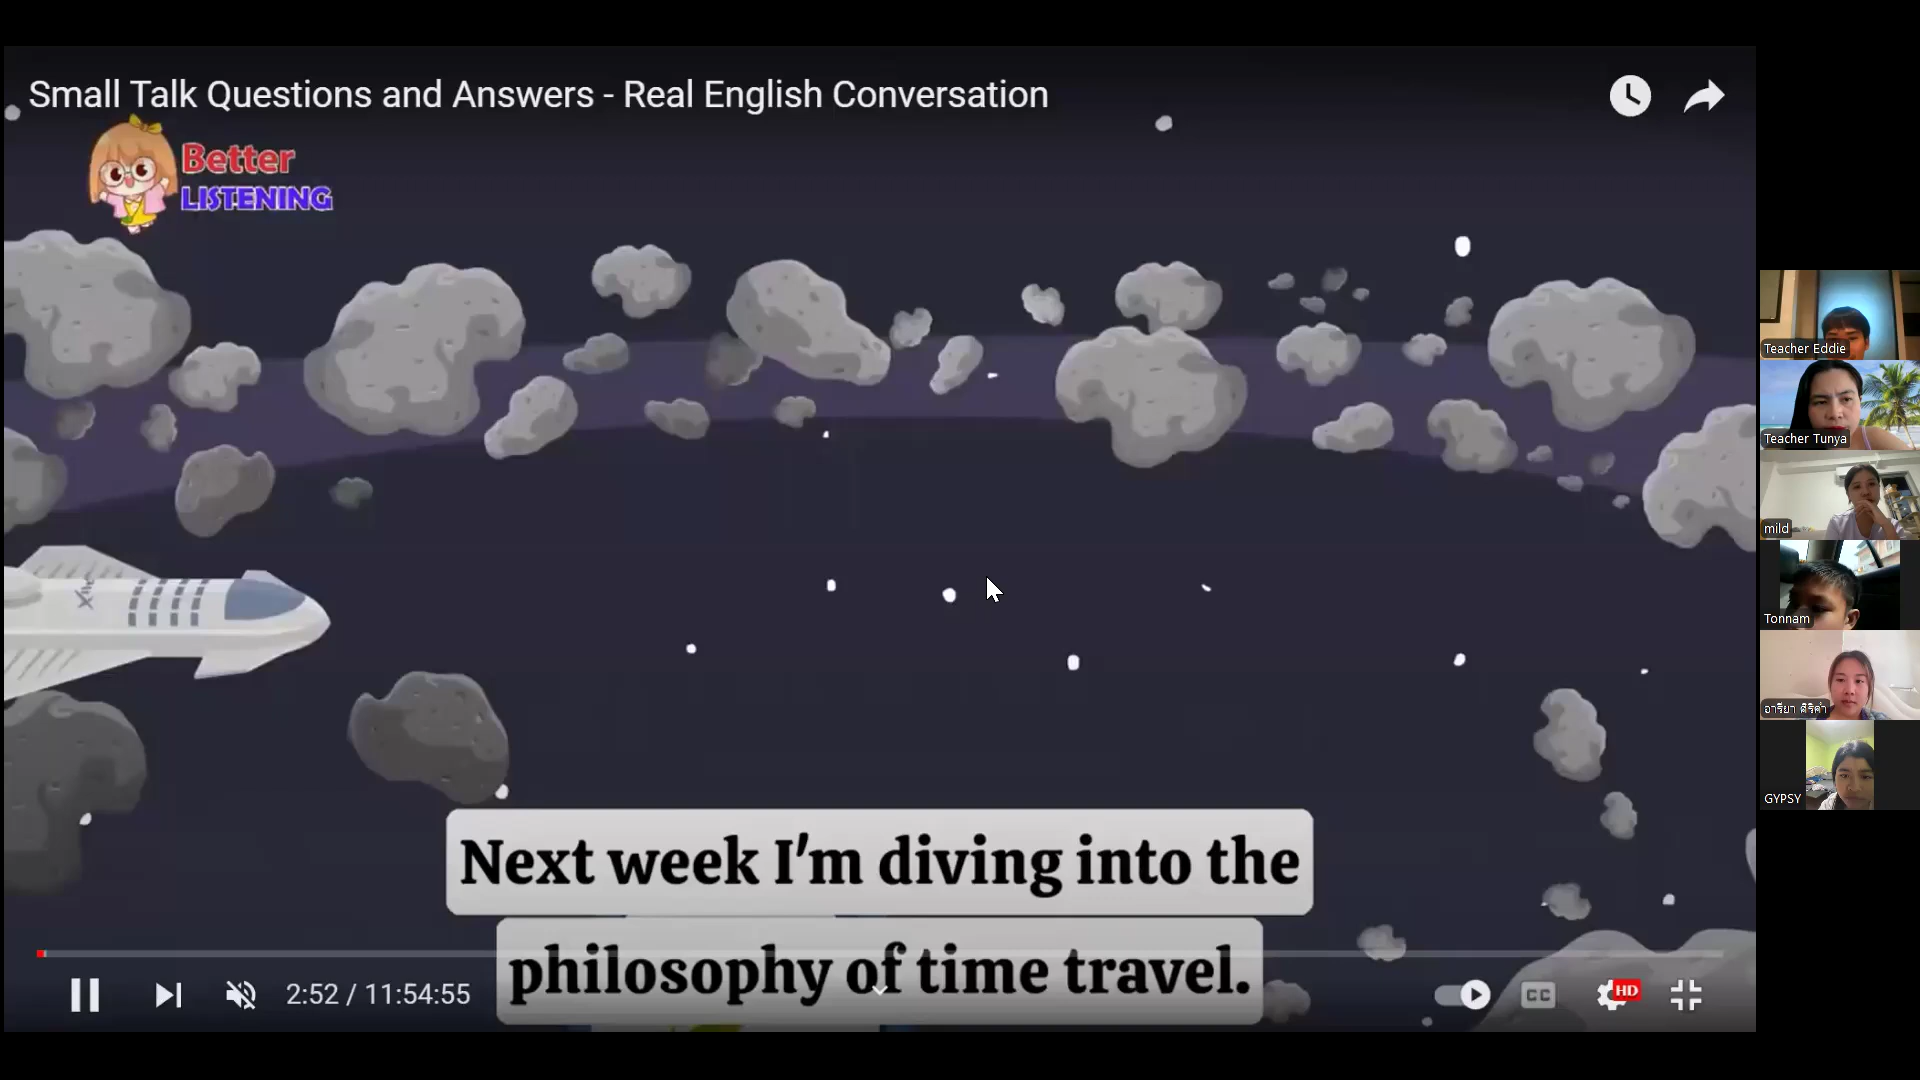 Small Talk Questions and Answers - Real English Conversation
Better
LISTENING
Next week I'm diving into the
philosophy of time travel.
2:52 / 11:54:55
CC
HD
Teacher Eddie
Teacher Tunya
mild
Tonnam
อารียา ศิริคำ
GYPSY